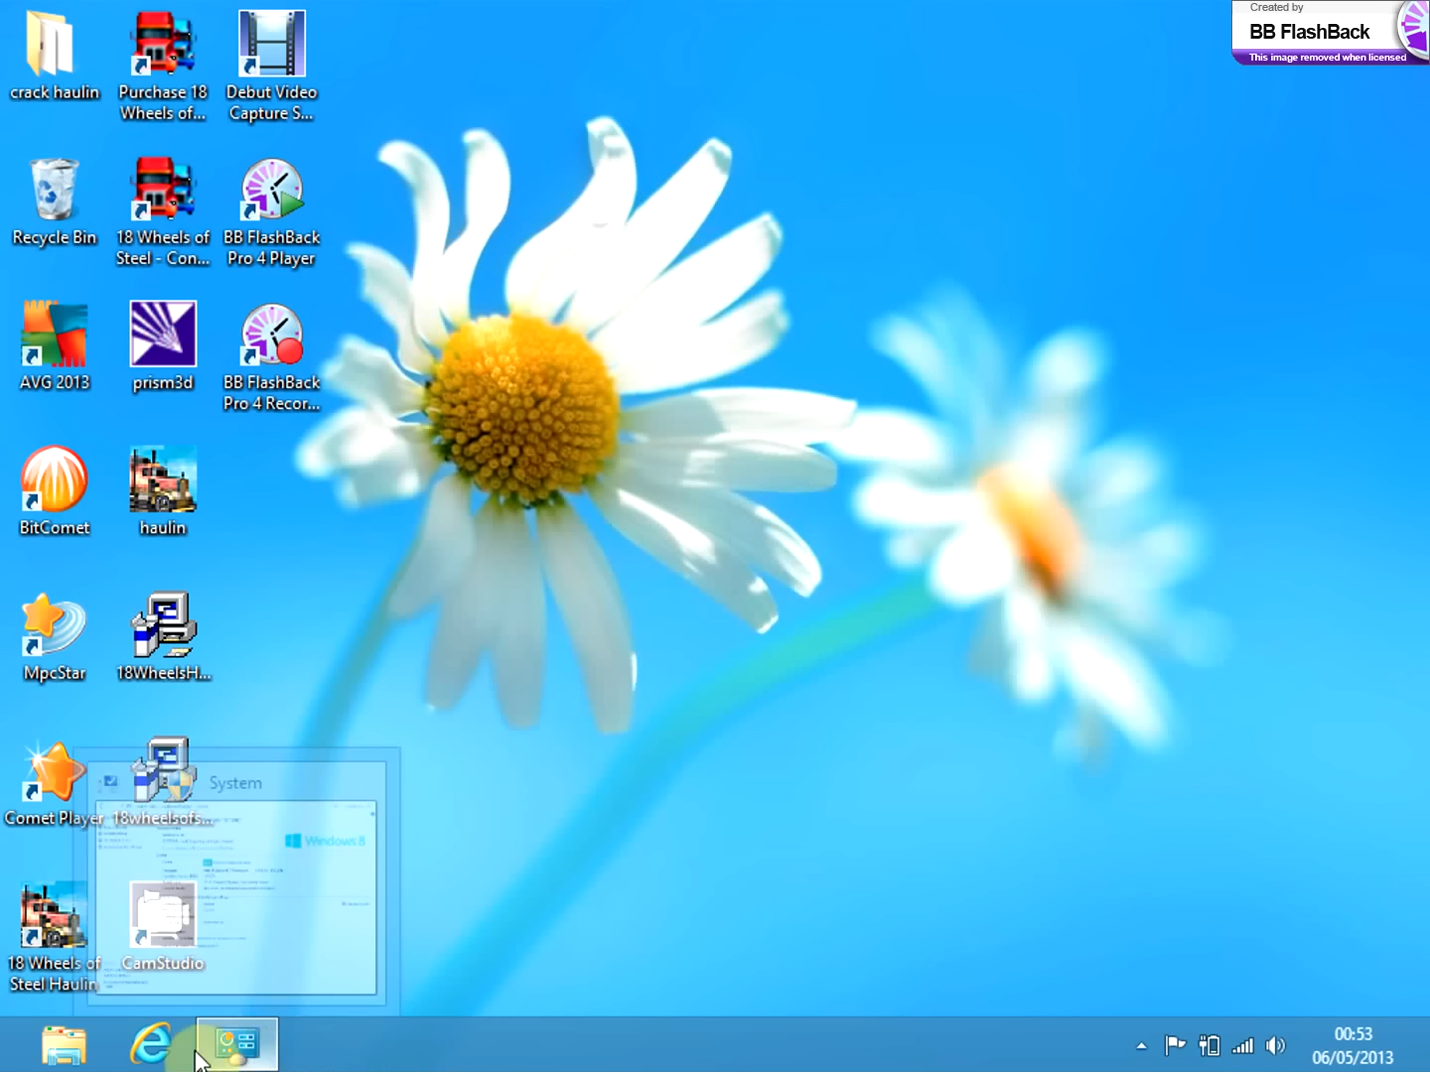 Created by
BB FlashBack
This image removed when licensed
crack haulin
Purchase 18
Wheels of...
Debut Video
Capture S...
Recycle Bin
18 Wheels of
Steel - Con...
BB FlashBack
Pro 4 Player
AVG 2013
prism3d
BB FlashBack
Pro 4 Recor...
BitComet
haulin
MpcStar
18WheelsH...
Comet Player
18wheelsofs...
System
Windows 8
18 Wheels of
Steel Haulin
CamStudio
00:53
06/05/2013